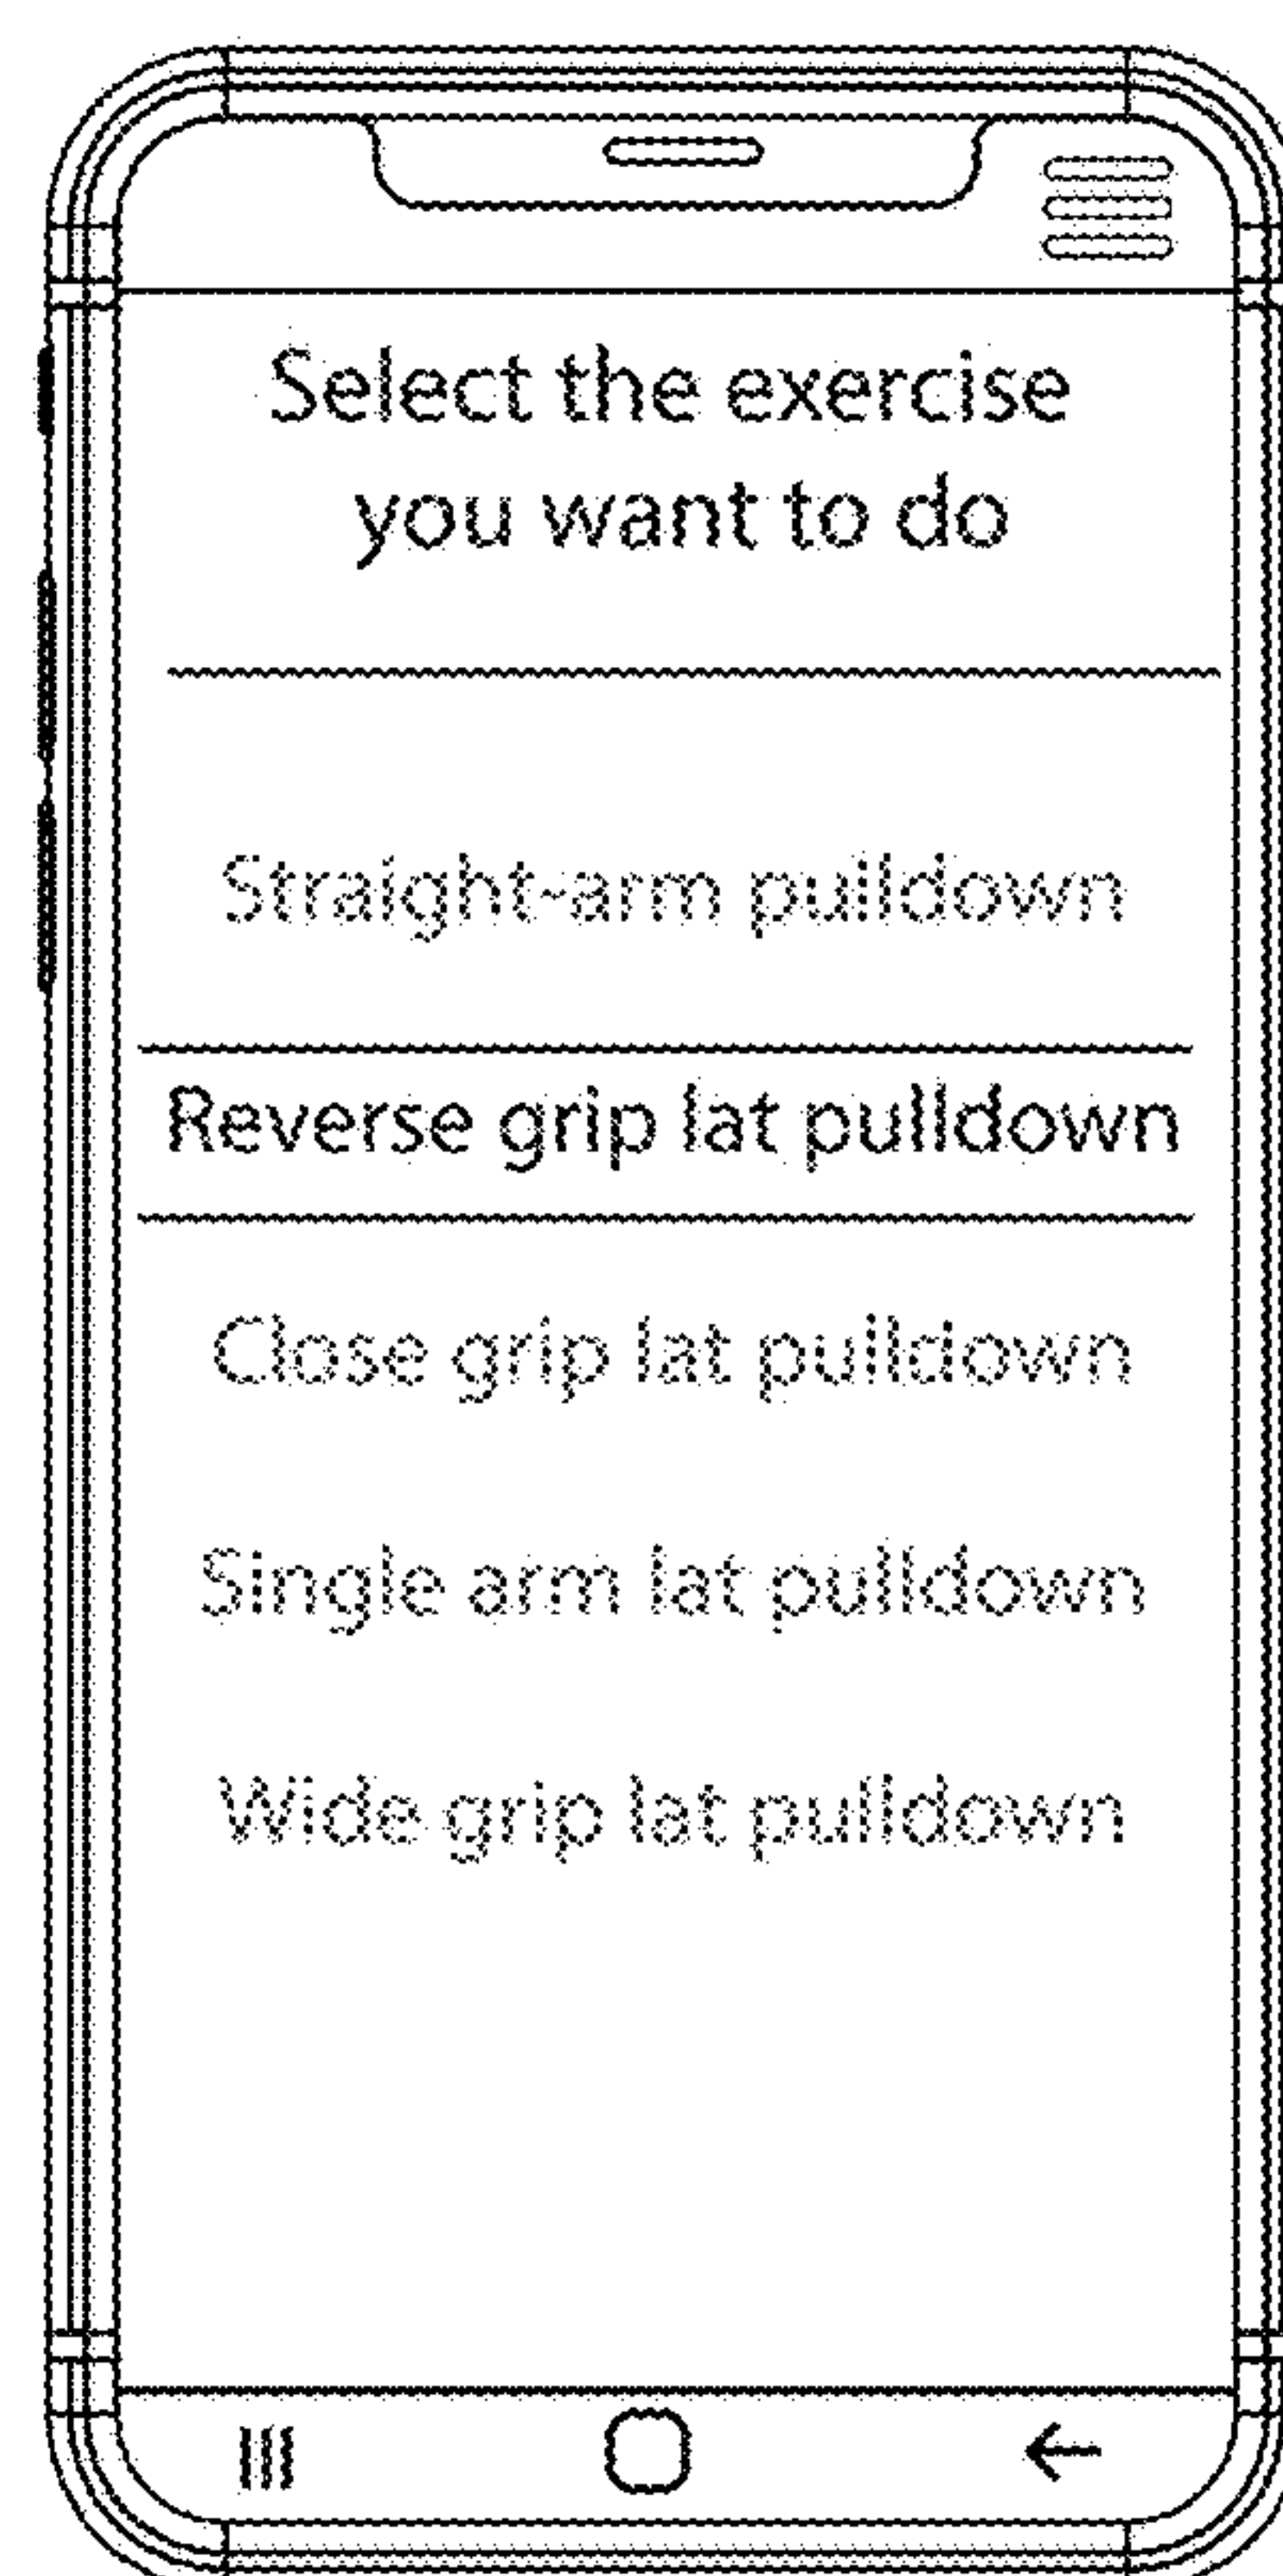 Select the exercise
you want to do
Straight-arm pulldown
Reverse grip lat pulldown
Close grip lat pulldown
Single arm lat pulldown
Wide grip lat pulldown